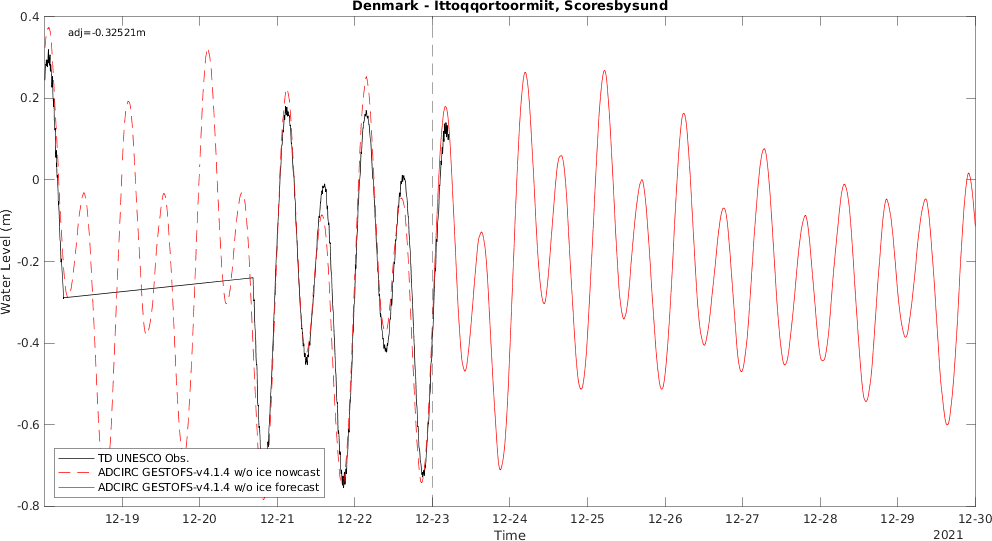 Denmark - Ittoqqortoormiit, Scoresbysund
adj=-0.32521m
0.4
0.2
0
-0.2
-0.4
-0.6
-0.8
Water Level (m)
TD UNESCO Obs.
ADCIRC GESTOFS-v4.1.4 w/o ice nowcast
ADCIRC GESTOFS-v4.1.4 w/o ice forecast
12-19 12-20 12-21 12-22 12-23 12-24 12-25 12-26 12-27 12-28 12-29 12-30
Time
2021